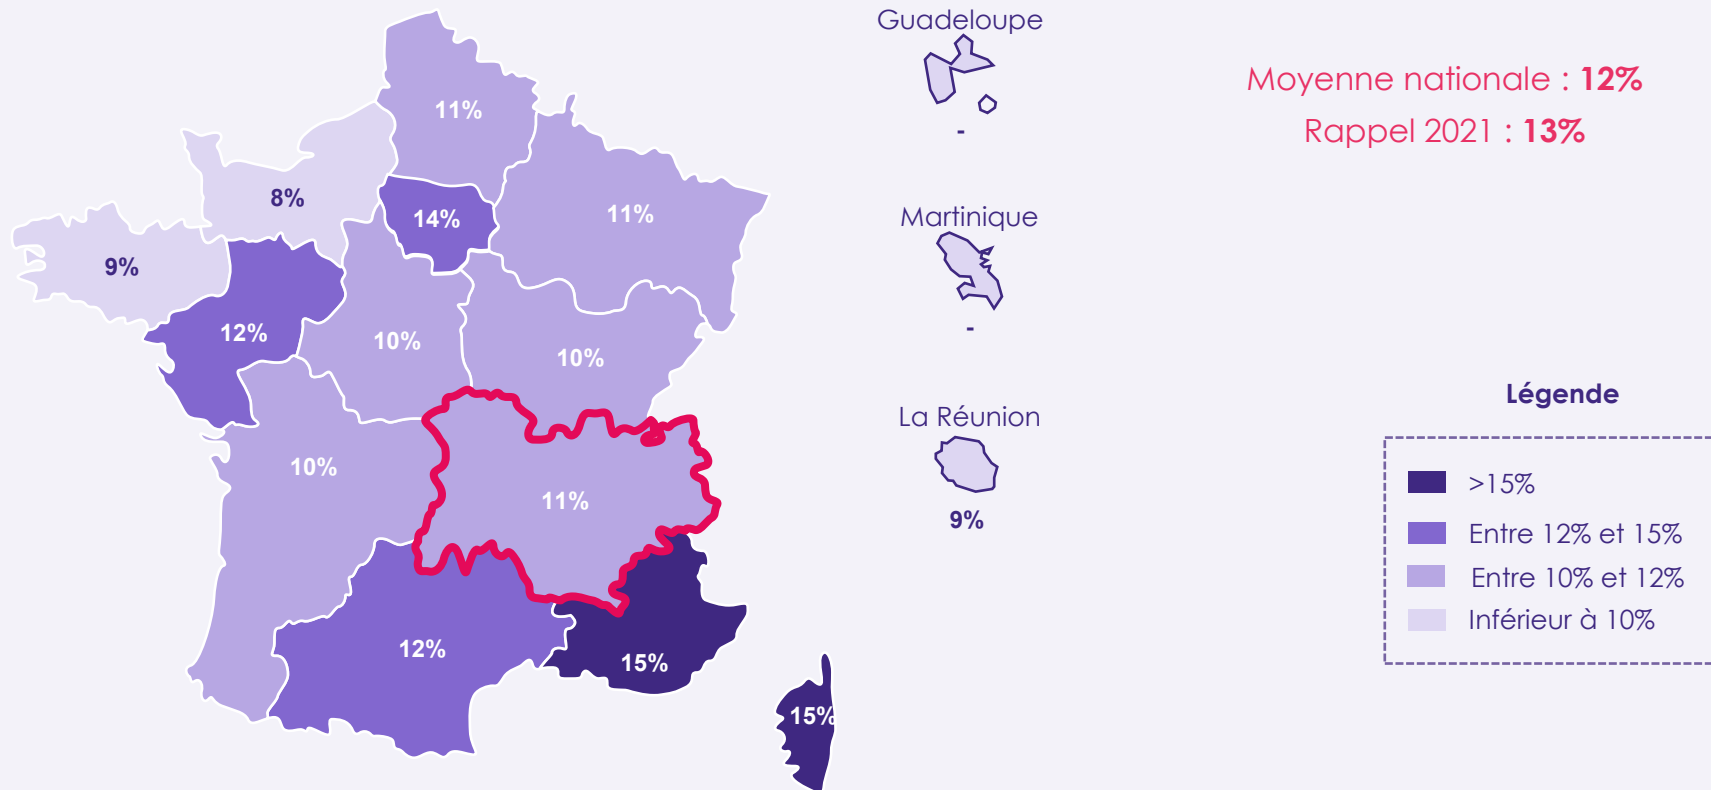 11%
8%
14%
11%
9%
12%
10%
10%
10%
11%
12%
15%
15%
Guadeloupe
-
Martinique
-
La Réunion
9%
Moyenne nationale : 12%
Rappel 2021 : 13%
Légende
>15%
Entre 12% et 15%
Entre 10% et 12%
Inférieur à 10%